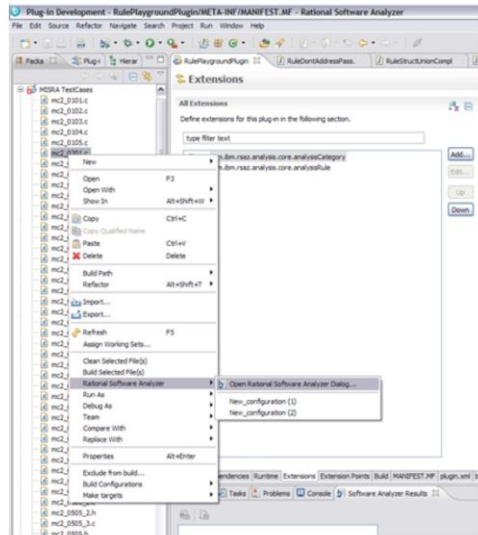 Plug-in Development - RulePlaygroundPlugin/META-INF/MANIFEST.MF - Rational Software Analyzer
File Edit Source Refactor Navigate Search Project Run Window Help
Packa
Plug-i
Hierar
RulePlaygroundPlugin
RuleDontAddressPass.
RuleStructUnionCompl
MISRA TestCases
mc2_0101.c
mc2_0102.c
mc2_0103.c
mc2_0104.c
mc2_0105.c
Extensions
All Extensions
Define extensions for this plug-in in the following section.
type filter text
m.ibm.rsaz.analysis.core.analysisCategory
m.ibm.rsaz.analysis.core.analysisRule
Add...
Edit...
Up
Down
New
Open F3
Open With
Show In Alt+Shift+W
Copy Ctrl+C
Copy Qualified Name
Paste Ctrl+V
Delete Delete
Build Path
Refactor Alt+Shift+T
Import...
Export...
Refresh F5
Assign Working Sets...
Clean Selected File(s)
Build Selected File(s)
Rational Software Analyzer
Run As
Debug As
Team
Compare With
Replace With
Properties Alt+Enter
Exclude from build...
Build Configurations
Make targets
Open Rational Software Analyzer Dialog...
New_configuration (1)
New_configuration (2)
mc2_0505_2.h
mc2_0505_3.c
mc2_0505.h
endencies Runtime Extensions Extension Points Build MANIFEST.MF plugin.xml
Tasks Problems Console Software Analyzer Results